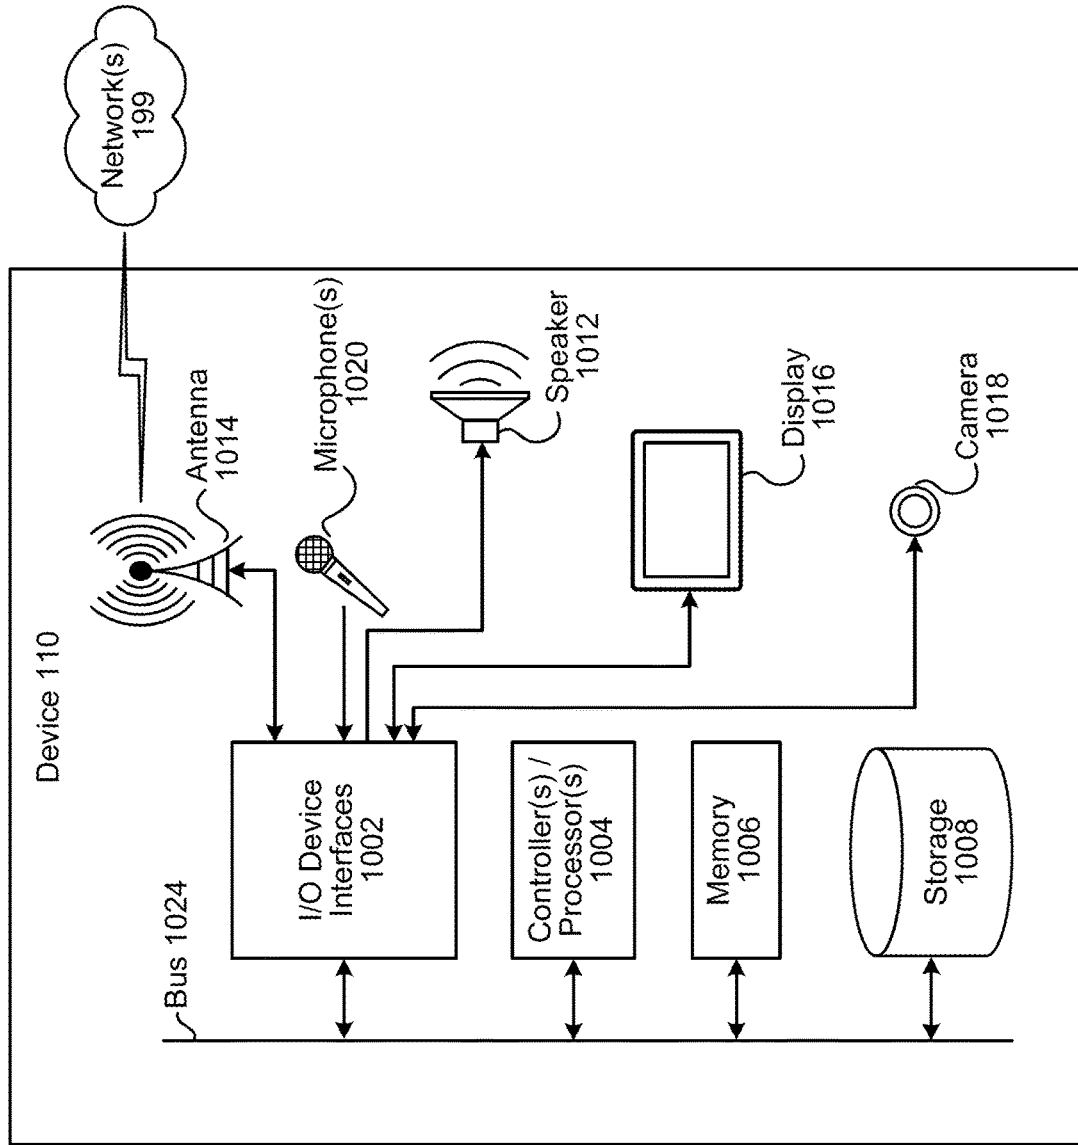 Device 110
Bus 1024
I/O Device
Interfaces
1002
Controller(s) /
Processor(s)
1004
Memory
1006
Storage
1008
Antenna
1014
Microphone(s)
1020
Speaker
1012
Display
1016
Camera
1018
Network(s)
199